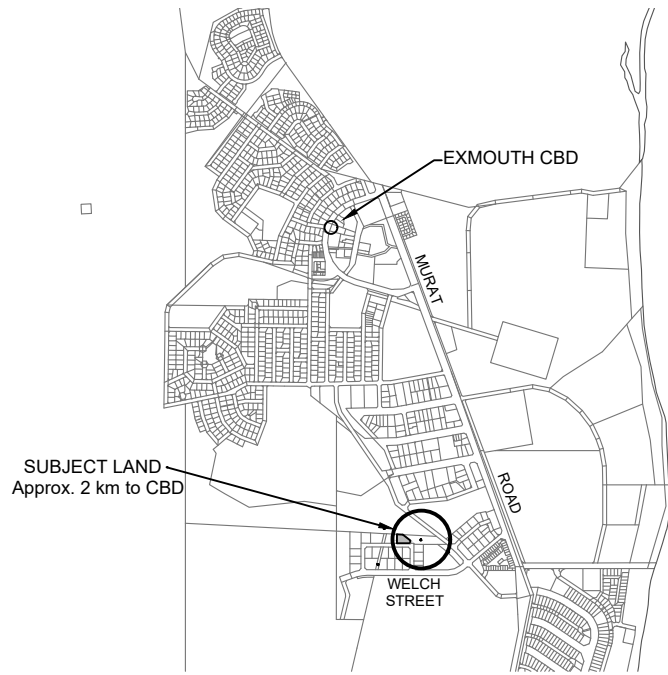 EXMOUTH CBD
MURAT
ROAD
SUBJECT LAND
Approx. 2 km to CBD
WELCH
STREET